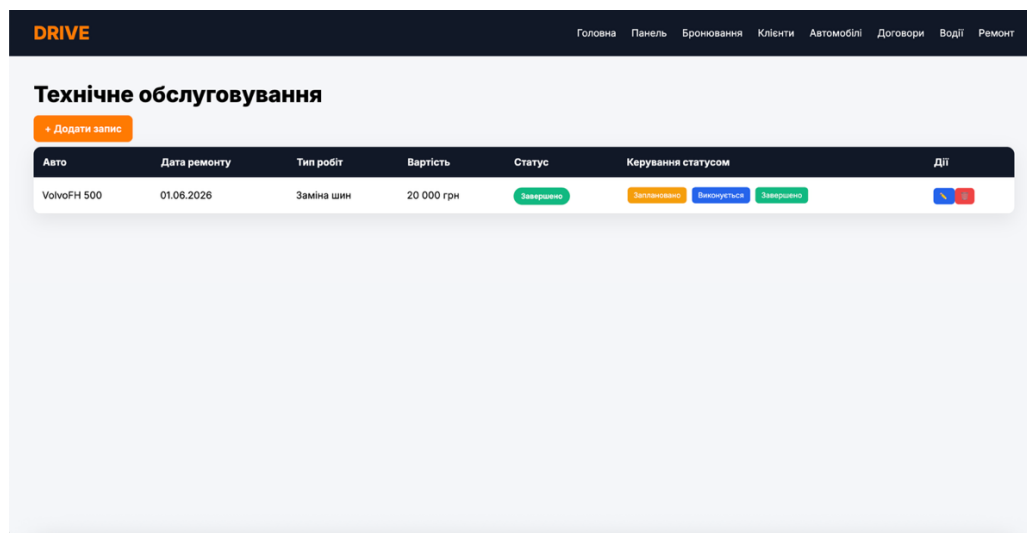 DRIVE Головна Панель Бронювання Клієнти Автомобілі Договори Водії Ремонт
Технічне обслуговування
+ Додати запис
Авто Дата ремонту Тип робіт Вартість Статус Керування статусом Дії
VolvoFH 500 01.06.2026 Заміна шин 20 000 грн Завершено Заплановано Виконується Завершено